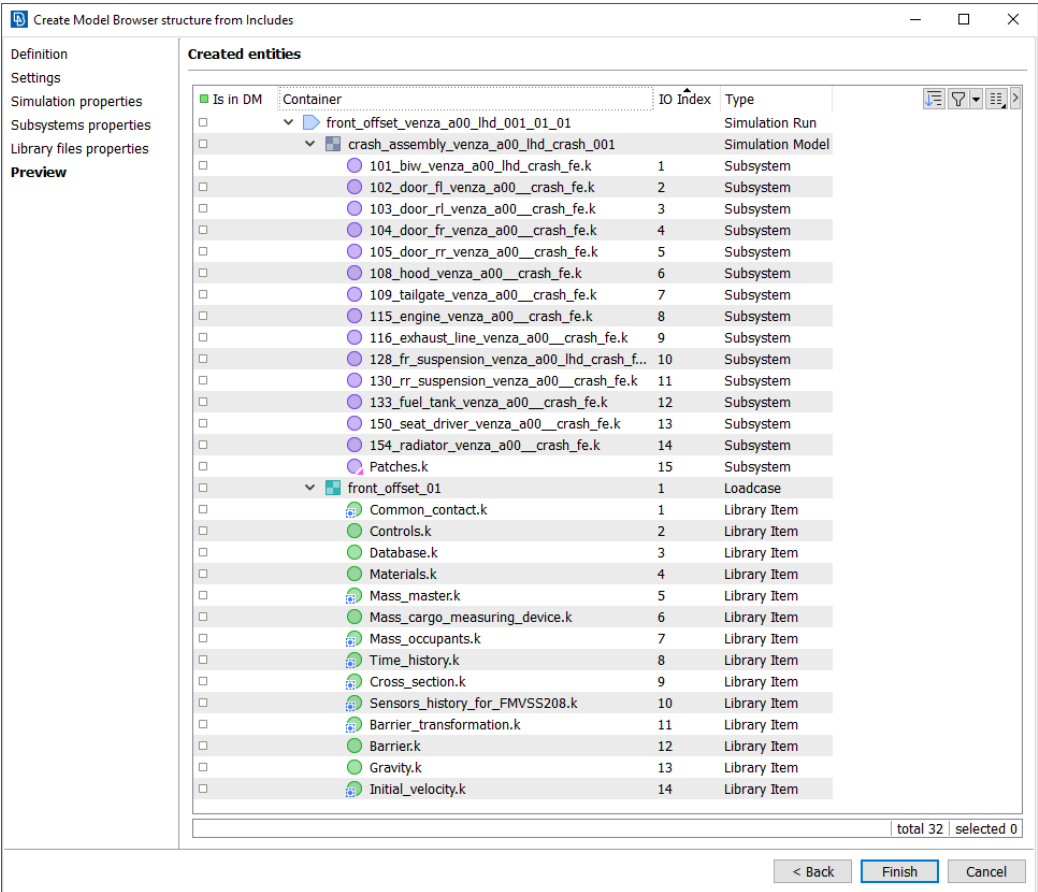 Create Model Browser structure from Includes
Definition
Settings
Simulation properties
Subsystems properties
Library files properties
Preview
Created entities
Is in DM Container IO Index Type
front_offset_venza_a00_lhd_001_01_01 Simulation Run
crash_assembly_venza_a00_lhd_crash_001 Simulation Model
101_biw_venza_a00_lhd_crash_fe.k 1 Subsystem
102_door_fl_venza_a00__crash_fe.k 2 Subsystem
103_door_rl_venza_a00__crash_fe.k 3 Subsystem
104_door_fr_venza_a00__crash_fe.k 4 Subsystem
105_door_rr_venza_a00__crash_fe.k 5 Subsystem
108_hood_venza_a00__crash_fe.k 6 Subsystem
109_tailgate_venza_a00__crash_fe.k 7 Subsystem
115_engine_venza_a00__crash_fe.k 8 Subsystem
116_exhaust_line_venza_a00__crash_fe.k 9 Subsystem
128_fr_suspension_venza_a00_lhd_crash_f... 10 Subsystem
130_rr_suspension_venza_a00__crash_fe.k 11 Subsystem
133_fuel_tank_venza_a00__crash_fe.k 12 Subsystem
150_seat_driver_venza_a00__crash_fe.k 13 Subsystem
154_radiator_venza_a00__crash_fe.k 14 Subsystem
Patches.k 15 Subsystem
front_offset_01 1 Loadcase
Common_contact.k 1 Library Item
Controls.k 2 Library Item
Database.k 3 Library Item
Materials.k 4 Library Item
Mass_master.k 5 Library Item
Mass_cargo_measuring_device.k 6 Library Item
Mass_occupants.k 7 Library Item
Time_history.k 8 Library Item
Cross_section.k 9 Library Item
Sensors_history_for_FMVSS208.k 10 Library Item
Barrier_transformation.k 11 Library Item
Barrier.k 12 Library Item
Gravity.k 13 Library Item
Initial_velocity.k 14 Library Item
total 32 selected 0
< Back Finish Cancel